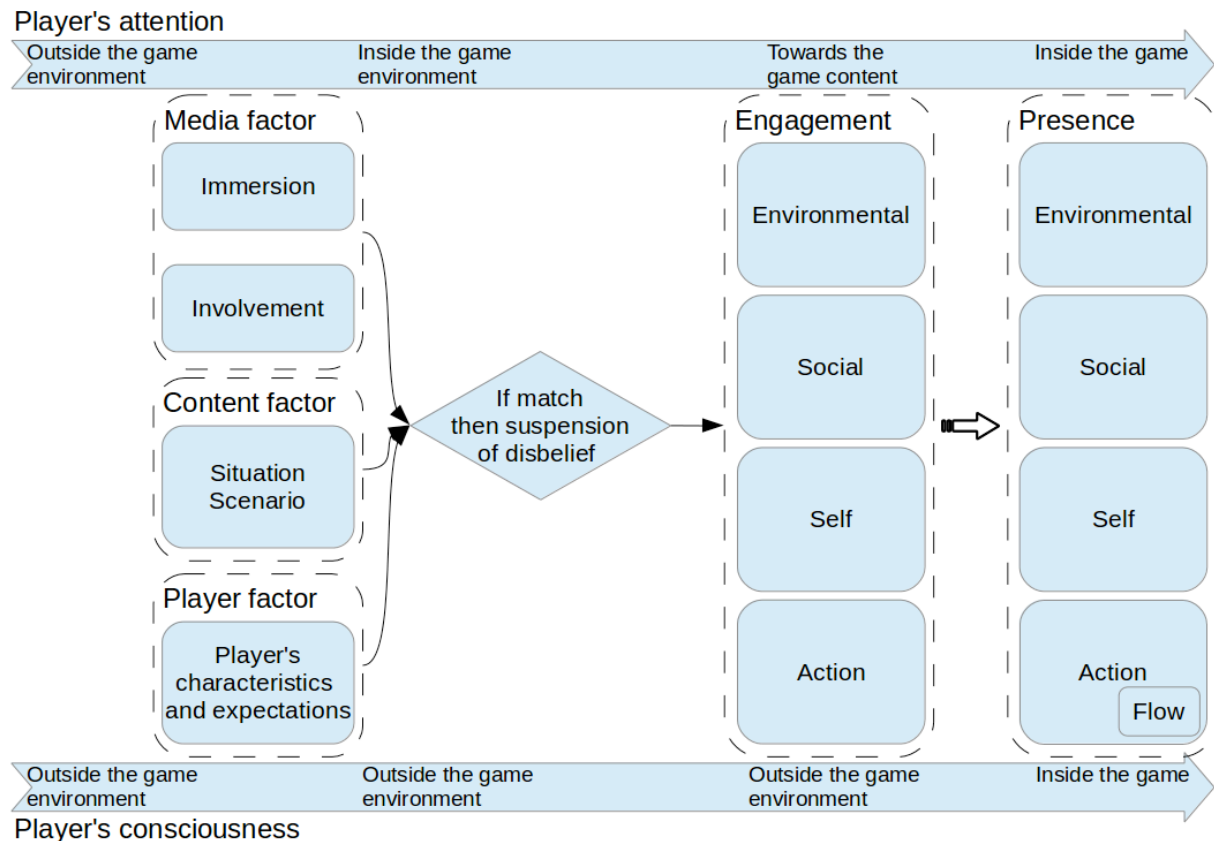 Player's attention
Outside the game
environment
Inside the game
environment
Towards the
game content
Inside the game
Media factor
Immersion
Involvement
Content factor
Situation
Scenario
Player factor
Player's
characteristics
and expectations
If match
then suspension
of disbelief
Engagement
Environmental
Social
Self
Action
Presence
Environmental
Social
Self
Action
Flow
Outside the game
environment
Outside the game
environment
Outside the game
environment
Inside the game
Player's consciousness